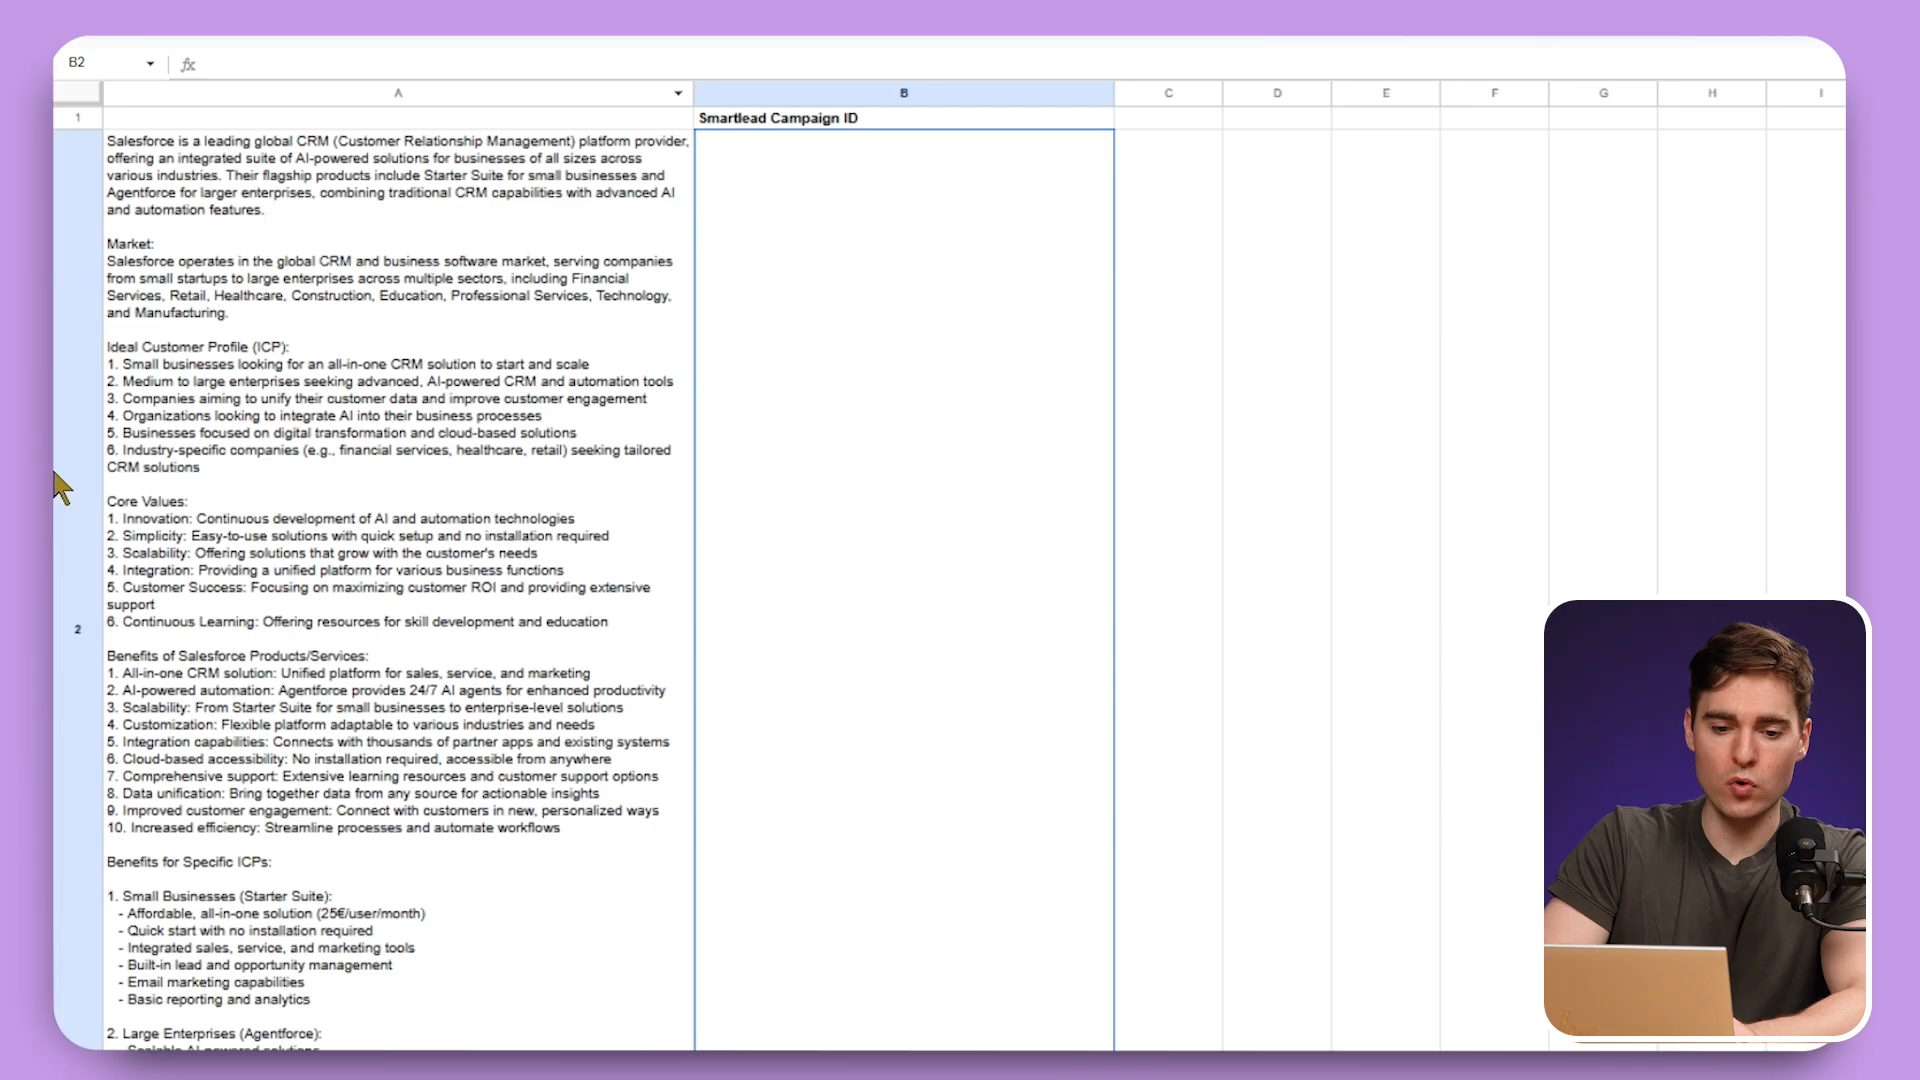 B2
fx
A B C D E F G H I
1 Smartlead Campaign ID
Salesforce is a leading global CRM (Customer Relationship Management) platform provider,
offering an integrated suite of AI-powered solutions for businesses of all sizes across
various industries. Their flagship products include Starter Suite for small businesses and
Agentforce for larger enterprises, combining traditional CRM capabilities with advanced AI
and automation features.
Market:
Salesforce operates in the global CRM and business software market, serving companies
from small startups to large enterprises across multiple sectors, including Financial
Services, Retail, Healthcare, Construction, Education, Professional Services, Technology,
and Manufacturing.
Ideal Customer Profile (ICP):
1. Small businesses looking for an all-in-one CRM solution to start and scale
2. Medium to large enterprises seeking advanced, AI-powered CRM and automation tools
3. Companies aiming to unify their customer data and improve customer engagement
4. Organizations looking to integrate AI into their business processes
5. Businesses focused on digital transformation and cloud-based solutions
6. Industry-specific companies (e.g., financial services, healthcare, retail) seeking tailored
CRM solutions
Core Values:
1. Innovation: Continuous development of AI and automation technologies
2. Simplicity: Easy-to-use solutions with quick setup and no installation required
3. Scalability: Offering solutions that grow with the customer's needs
4. Integration: Providing a unified platform for various business functions
5. Customer Success: Focusing on maximizing customer ROI and providing extensive
support
6. Continuous Learning: Offering resources for skill development and education
2
Benefits of Salesforce Products/Services:
1. All-in-one CRM solution: Unified platform for sales, service, and marketing
2. AI-powered automation: Agentforce provides 24/7 AI agents for enhanced productivity
3. Scalability: From Starter Suite for small businesses to enterprise-level solutions
4. Customization: Flexible platform adaptable to various industries and needs
5. Integration capabilities: Connects with thousands of partner apps and existing systems
6. Cloud-based accessibility: No installation required, accessible from anywhere
7. Comprehensive support: Extensive learning resources and customer support options
8. Data unification: Bring together data from any source for actionable insights
9. Improved customer engagement: Connect with customers in new, personalized ways
10. Increased efficiency: Streamline processes and automate workflows
Benefits for Specific ICPs:
1. Small Businesses (Starter Suite):
- Affordable, all-in-one solution (25€/user/month)
- Quick start with no installation required
- Integrated sales, service, and marketing tools
- Built-in lead and opportunity management
- Email marketing capabilities
- Basic reporting and analytics
2. Large Enterprises (Agentforce):